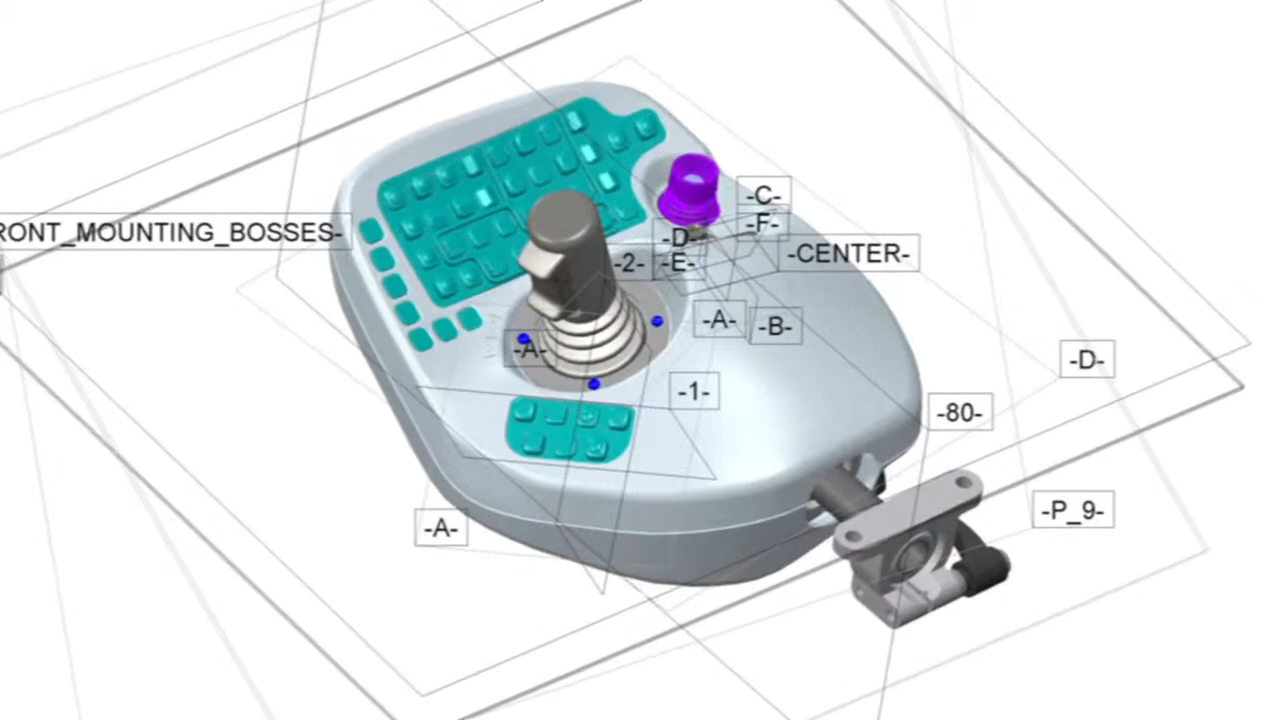 -C-
-F-
RONT_MOUNTING_BOSSES-
-D-
-CENTER-
-2-
-E-
-A-
-B-
-A-
-D-
-1-
-80-
-P_9-
-A-